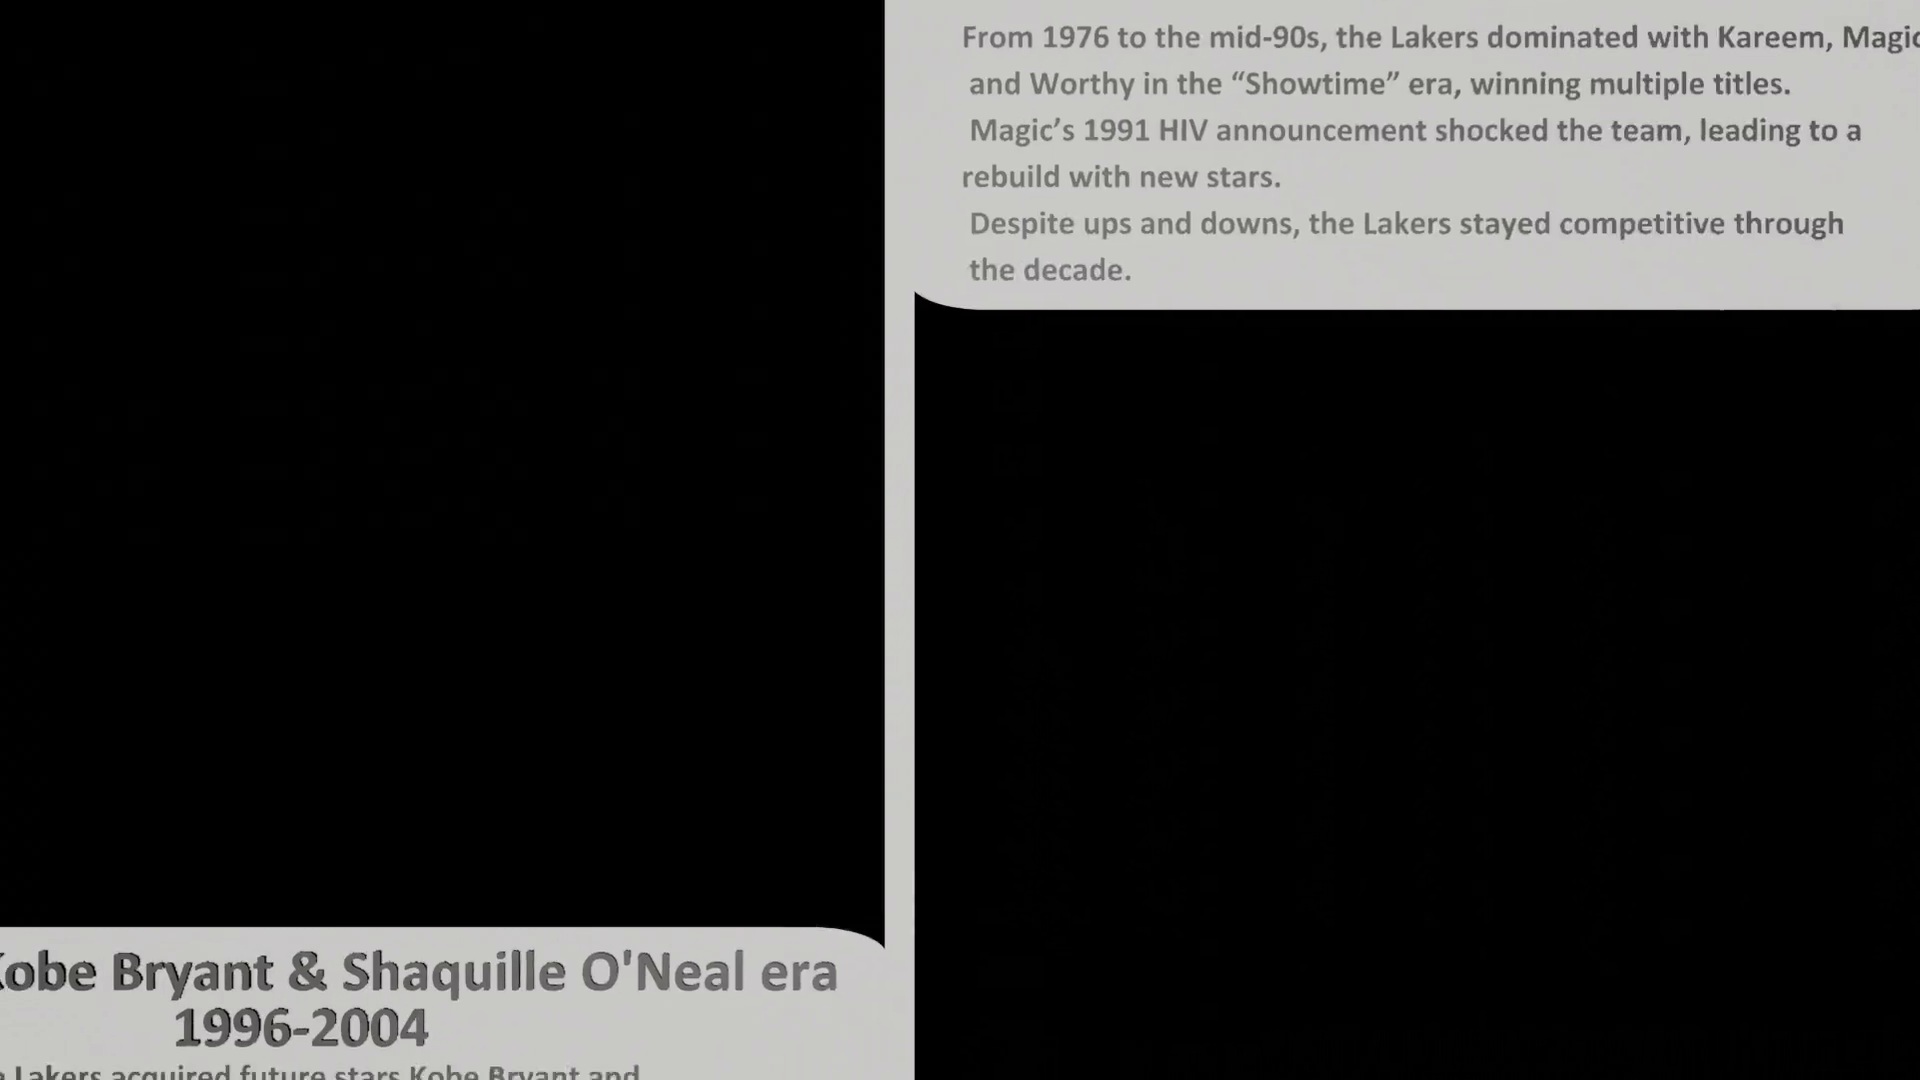 From 1976 to the mid-90s, the Lakers dominated with Kareem, Magic
and Worthy in the “Showtime” era, winning multiple titles.
Magic’s 1991 HIV announcement shocked the team, leading to a
rebuild with new stars.
Despite ups and downs, the Lakers stayed competitive through
the decade.
Kobe Bryant & Shaquille O'Neal era
1996-2004
Lakers acquired future stars Kobe Bryant and